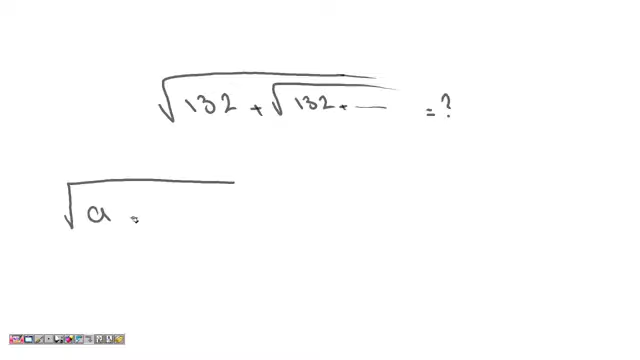 √132 + √132 + — = ?
√a